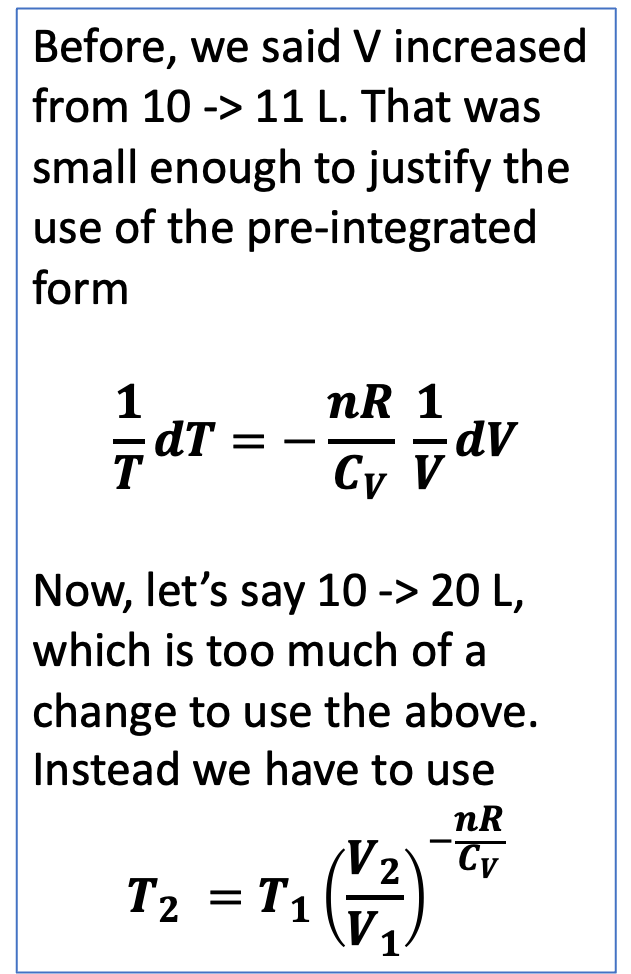 Before, we said V increased
from 10 -> 11 L. That was
small enough to justify the
use of the pre-integrated
form
1/T dT = − nR/C_V 1/V dV
Now, let’s say 10 -> 20 L,
which is too much of a
change to use the above.
Instead we have to use
T₂ = T₁ (V₂/V₁)^(−nR/C_V)